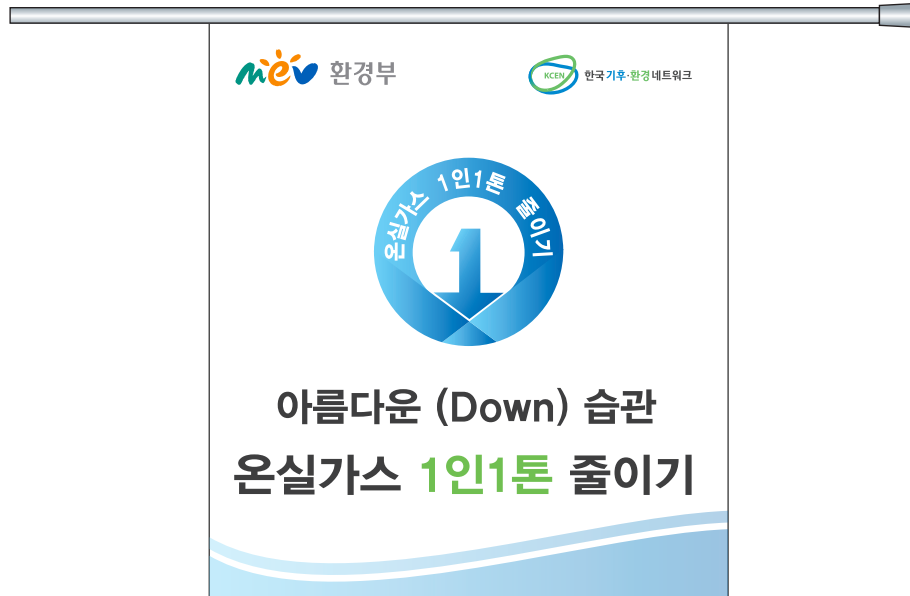 mev 환경부
KCEN 한국기후·환경네트워크
온실가스 1인1톤 줄이기
1
아름다운 (Down) 습관
온실가스 1인1톤 줄이기